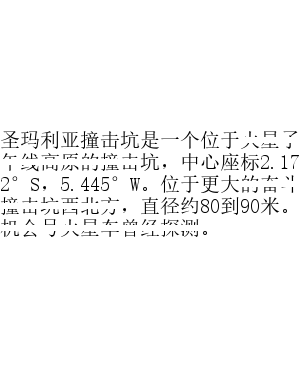 圣玛利亚撞击坑是一个位于火星子
午线高原的撞击坑，中心座标2.17
2°S，5.445°W。位于更大的奋斗
撞击坑西北方，直径约80到90米。
机会号火星车曾经探测。